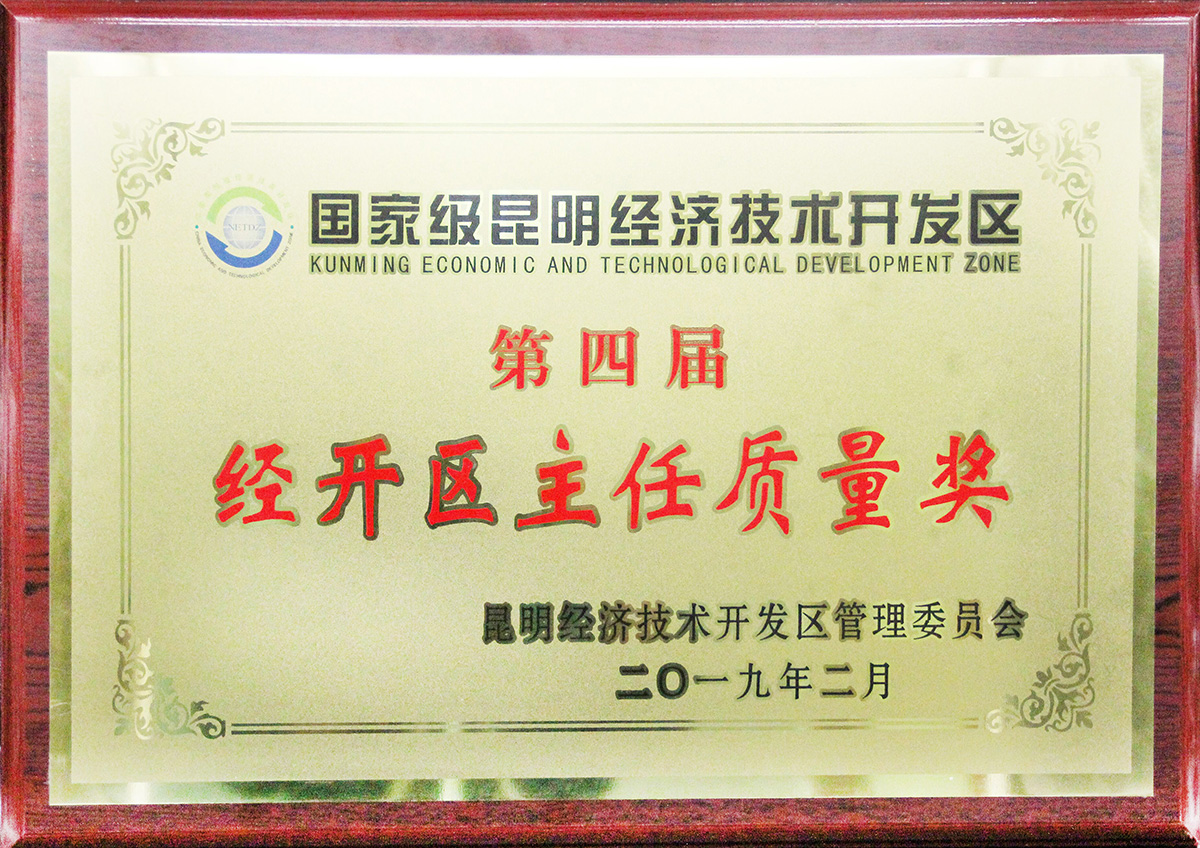 NETDZ
国家级昆明经济技术开发区
KUNMING ECONOMIC AND TECHNOLOGICAL DEVELOPMENT ZONE
第四届
经开区主任质量奖
昆明经济技术开发区管理委员会
二〇一九年二月